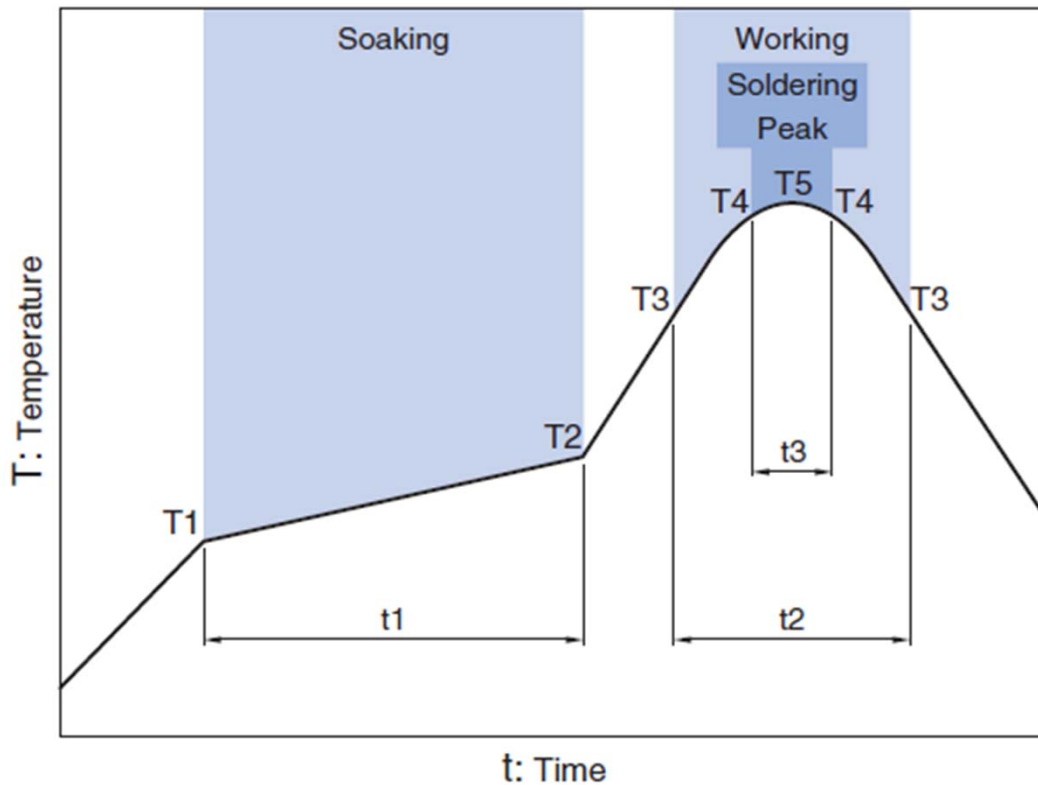 Soaking
Working
Soldering
Peak
T4
T5
T4
T3
T3
T2
T1
t3
t1
t2
T: Temperature
t: Time